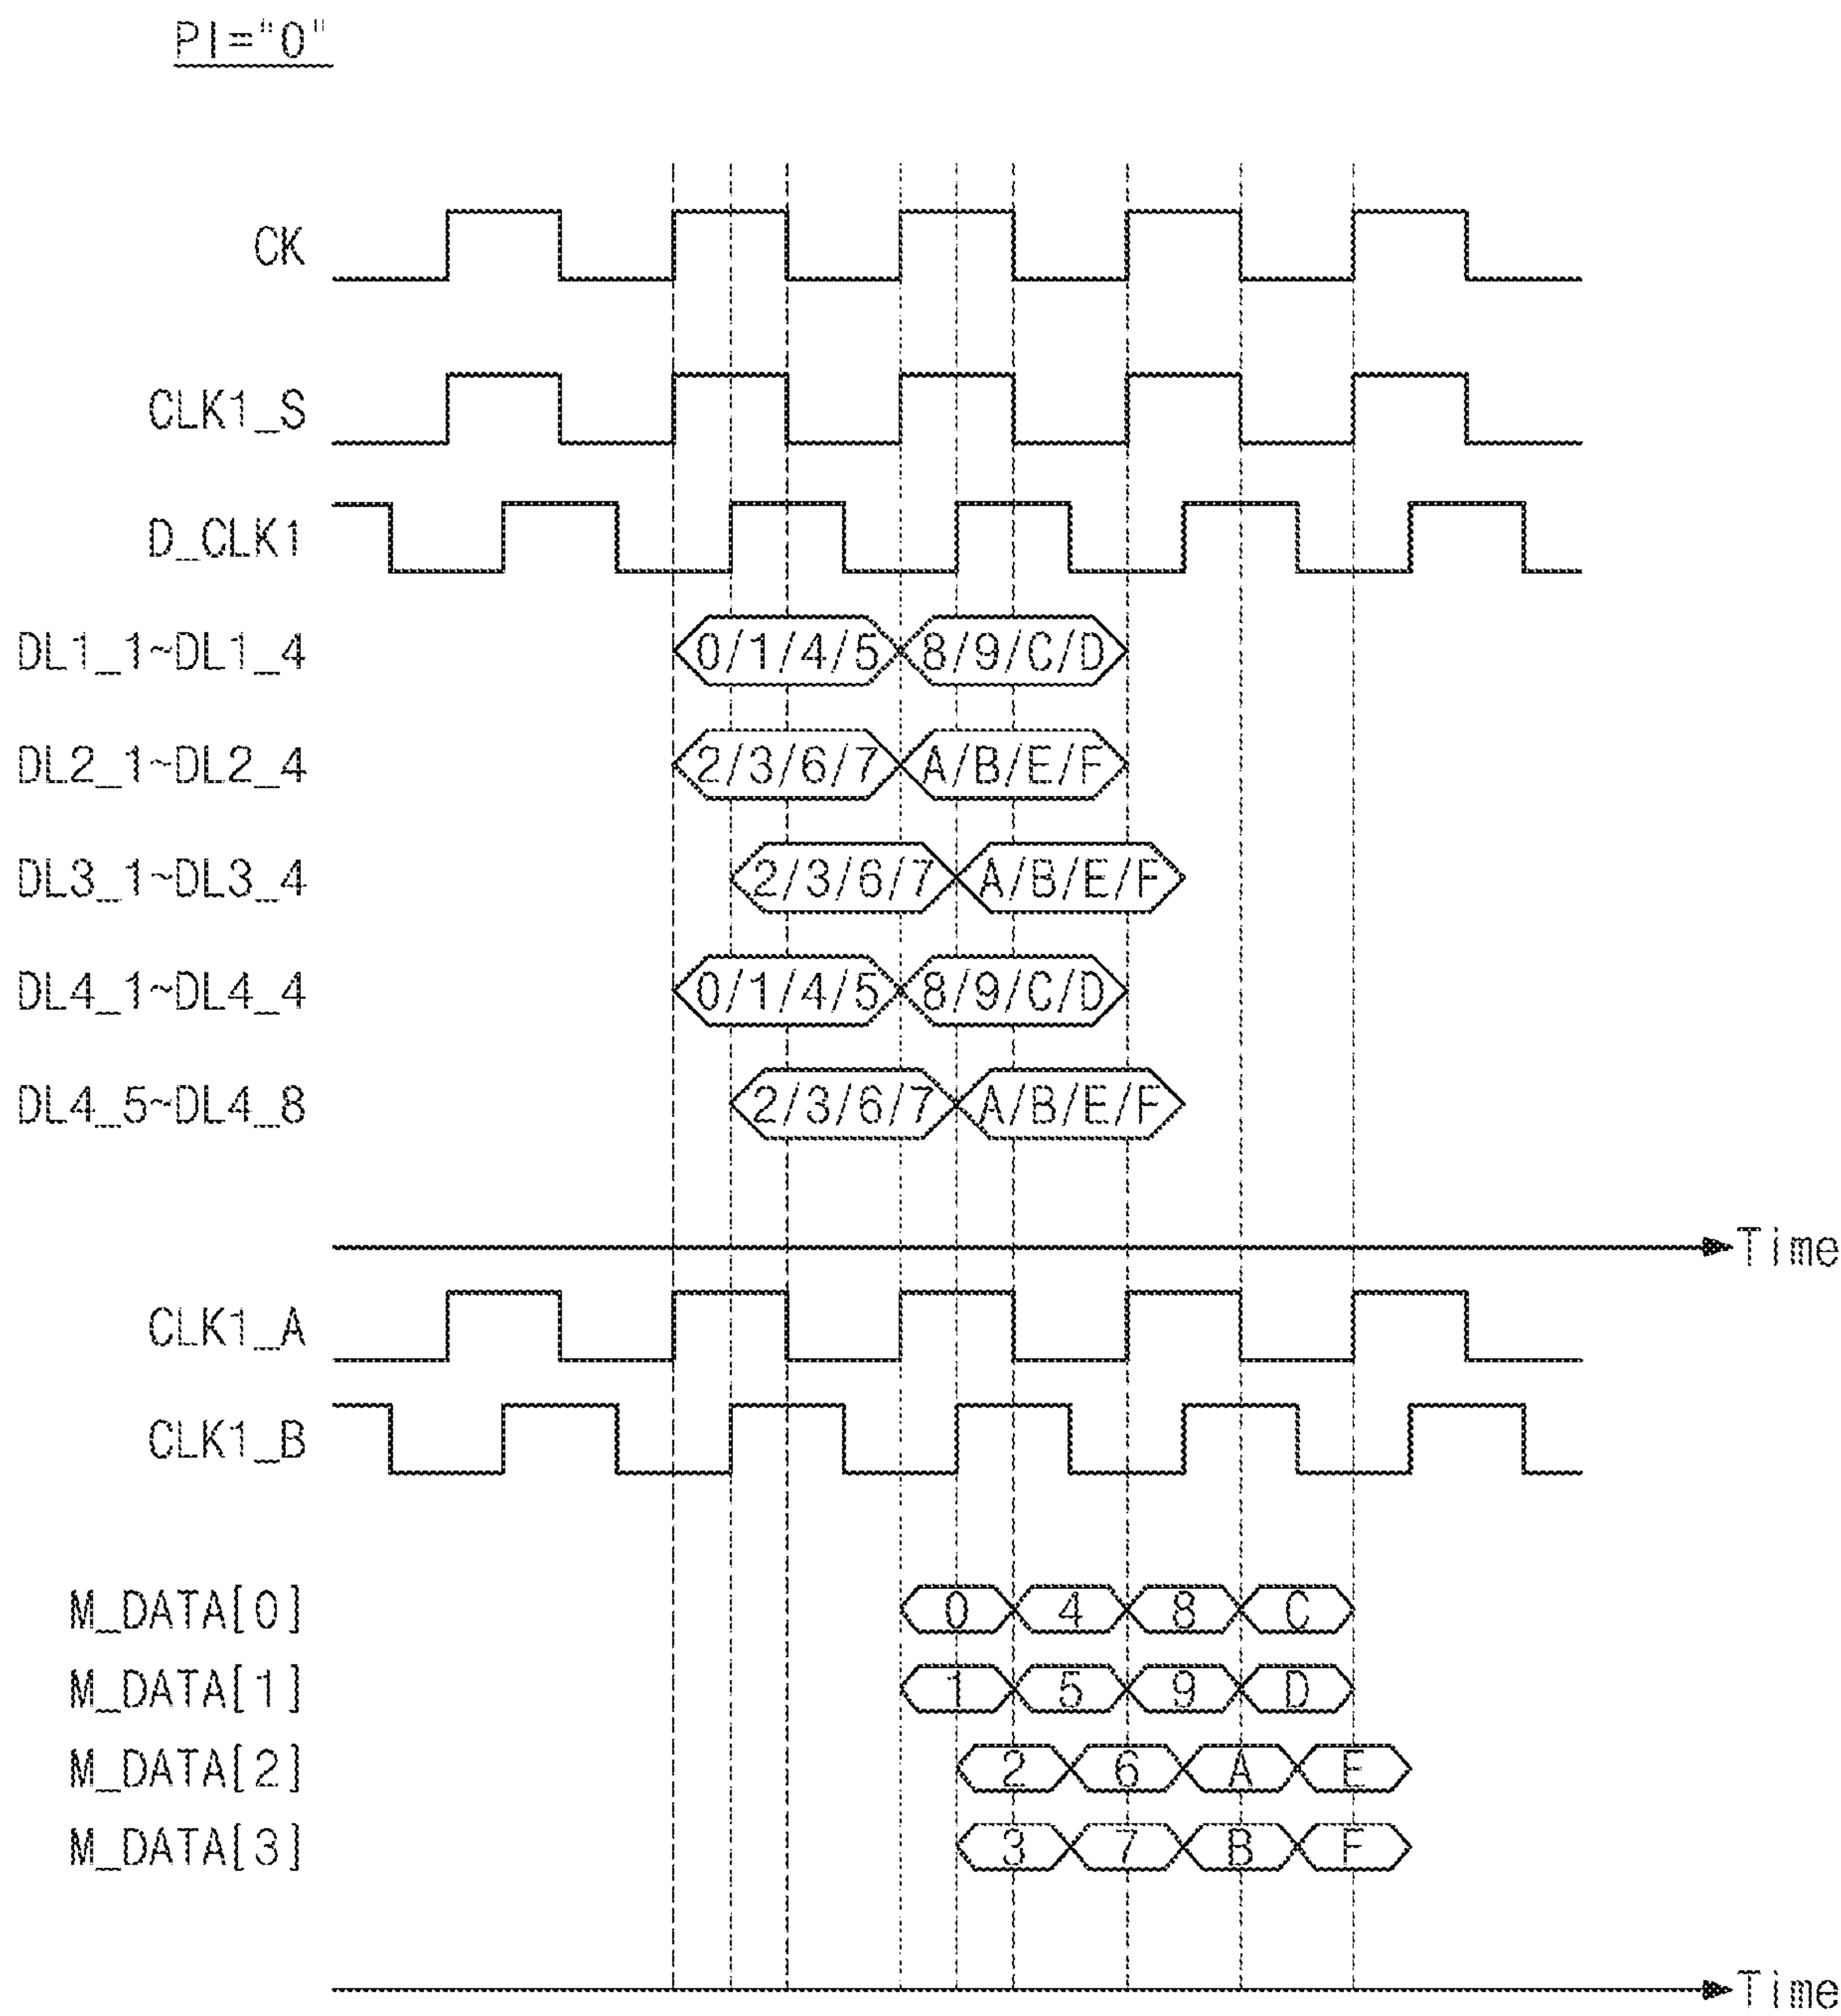 PI="0"
CK
CLK1_S
D_CLK1
DL1_1~DL1_4 0/1/4/5 8/9/C/D
DL2_1~DL2_4 2/3/6/7 A/B/E/F
DL3_1~DL3_4 2/3/6/7 A/B/E/F
DL4_1~DL4_4 0/1/4/5 8/9/C/D
DL4_5~DL4_8 2/3/6/7 A/B/E/F
Time
CLK1_A
CLK1_B
M_DATA[0] 0 4 8 C
M_DATA[1] 1 5 9 D
M_DATA[2] 2 6 A E
M_DATA[3] 3 7 B F
Time